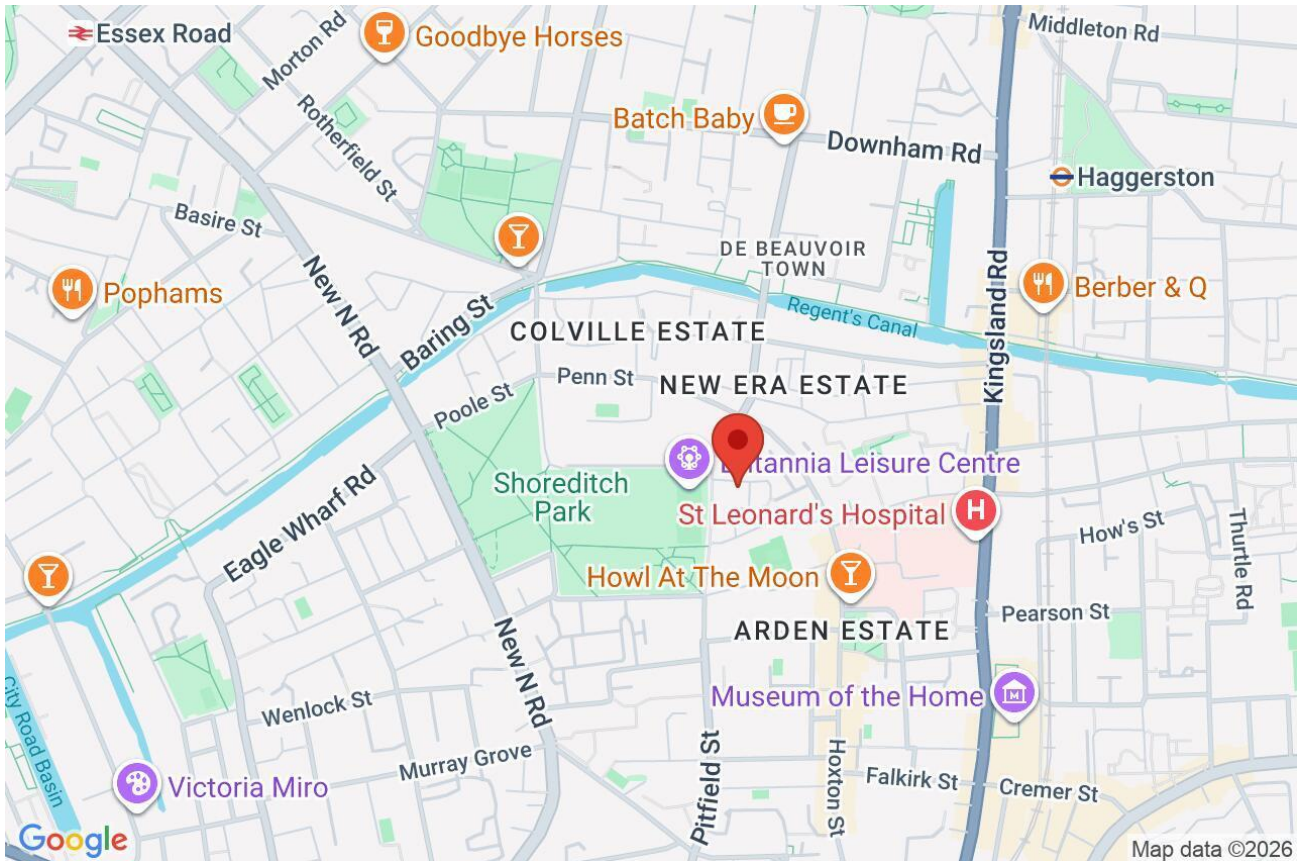 Essex Road
Morton Rd
Goodbye Horses
Middleton Rd
Rotherfield St
Batch Baby
Downham Rd
Haggerston
Basire St
DE BEAUVOIR
TOWN
Pophams
New N Rd
Baring St
Regent's Canal
Kingsland Rd
Berber & Q
COLVILLE ESTATE
Penn St
NEW ERA ESTATE
Poole St
Britannia Leisure Centre
Shoreditch
Park
St Leonard's Hospital
H
How's St
Thurtle Rd
Eagle Wharf Rd
Howl At The Moon
Pearson St
New N Rd
ARDEN ESTATE
City Road Basin
Wenlock St
Museum of the Home
M
Murray Grove
Pitfield St
Hoxton St
Falkirk St
Cremer St
Victoria Miro
Google
Map data ©2026